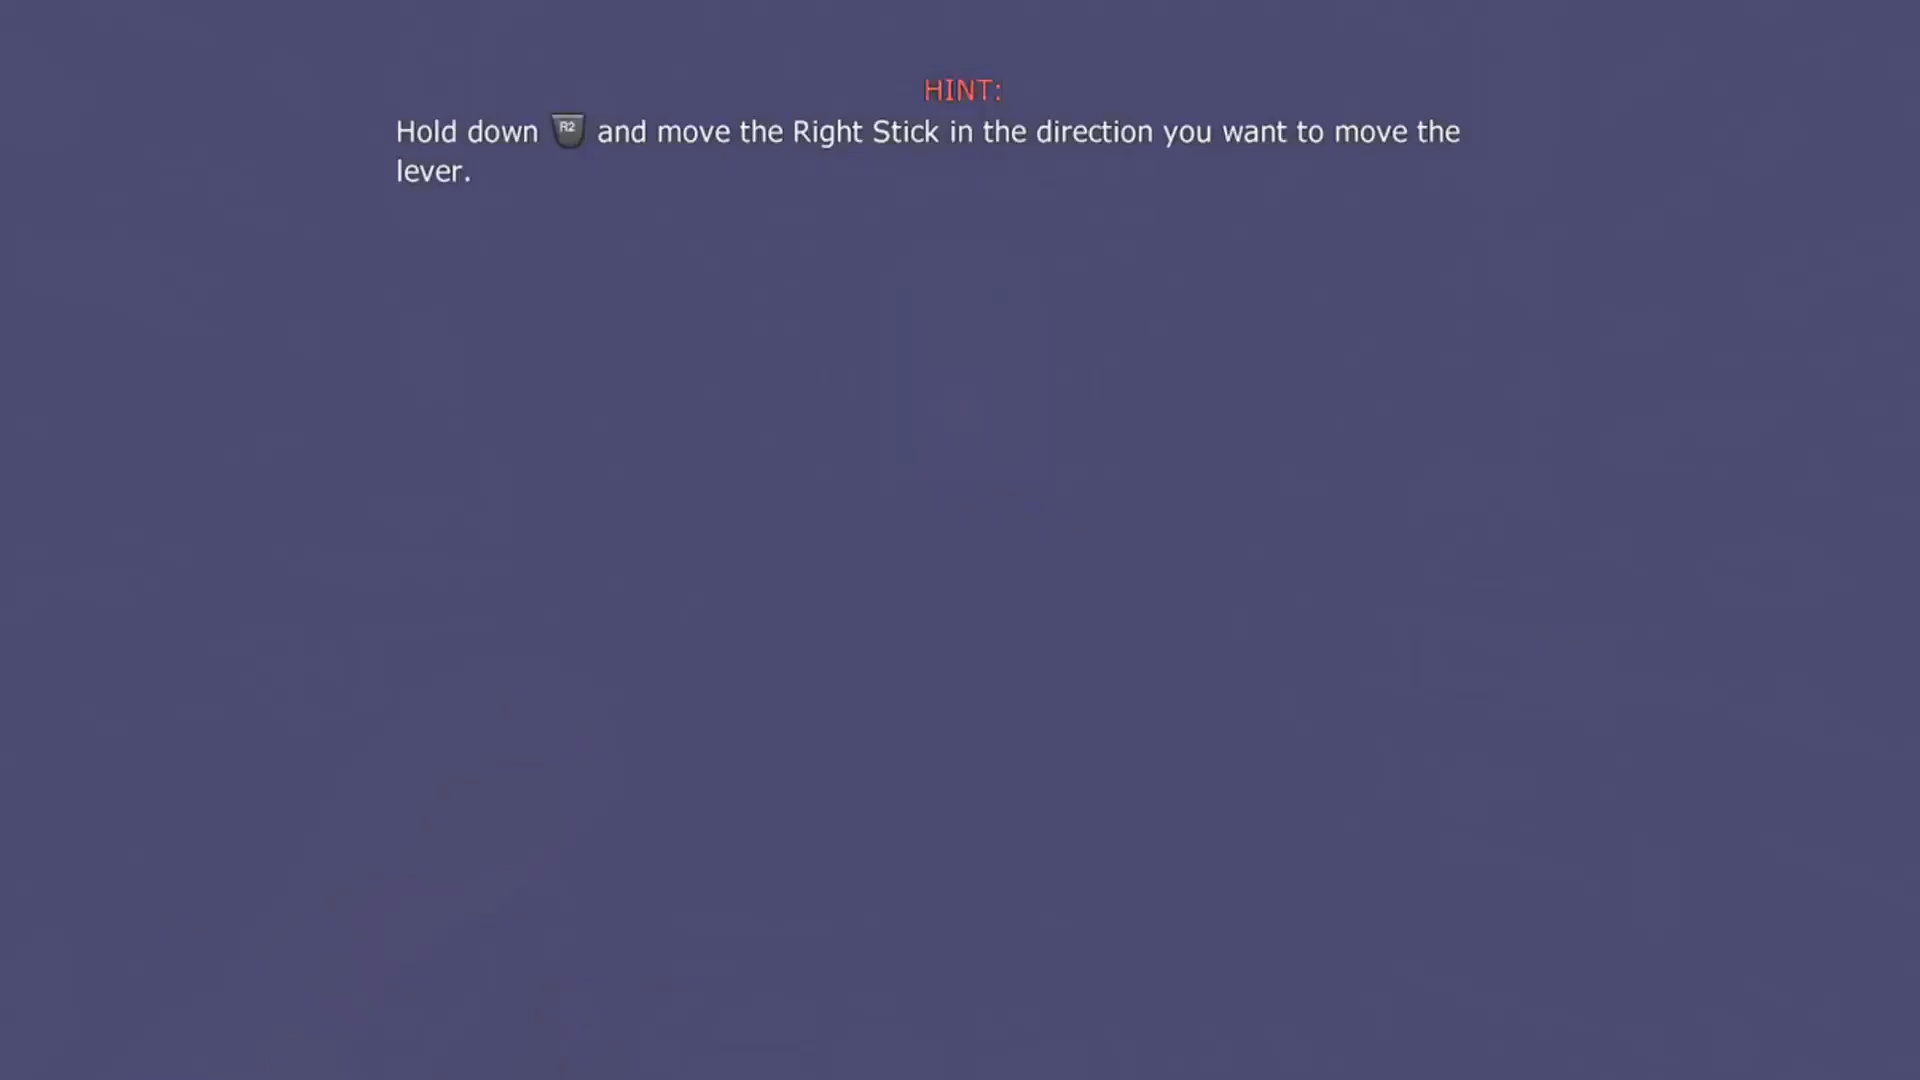 HINT:
Hold down R2 and move the Right Stick in the direction you want to move the
lever.